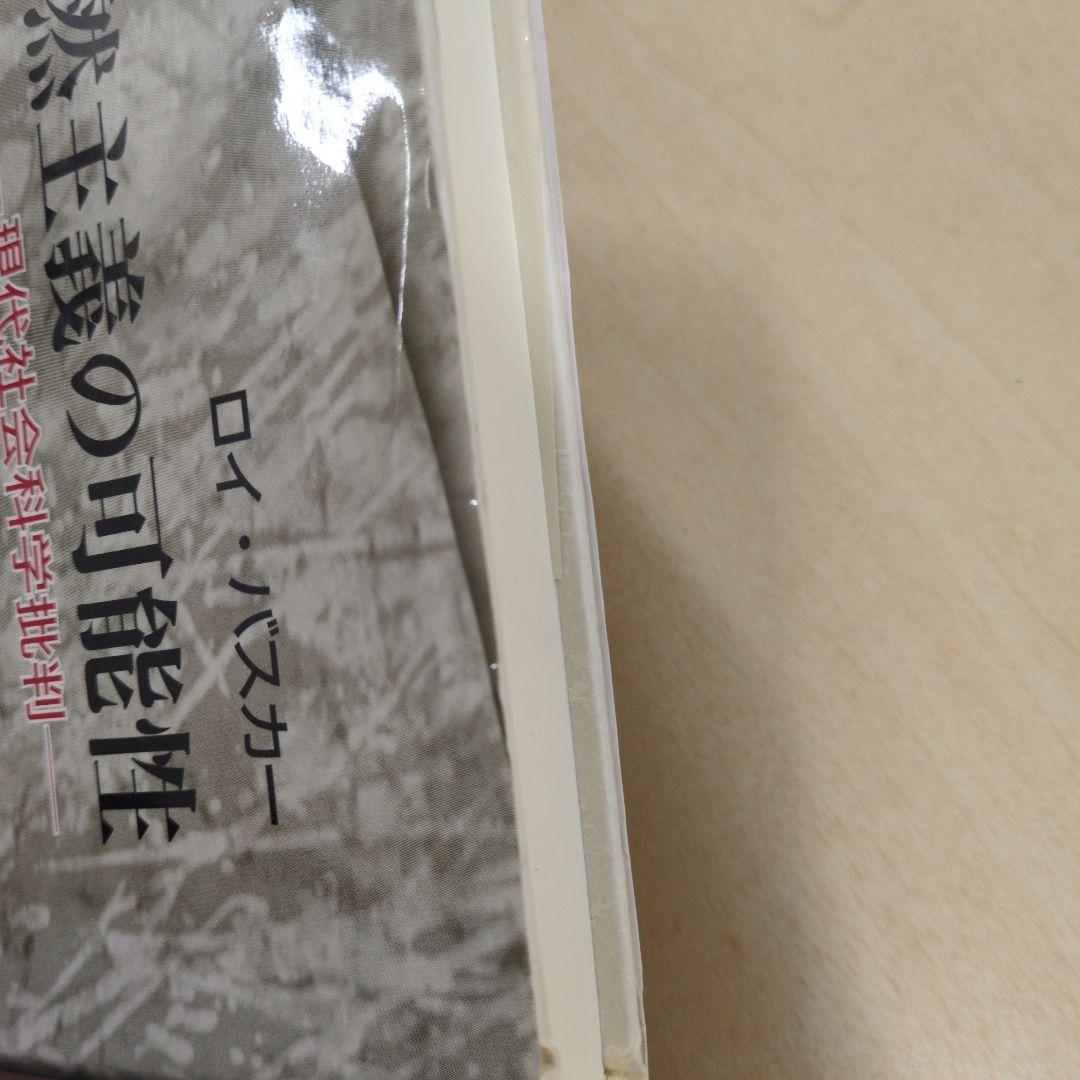 然主義の可能性
現代社会科学批判
ロイ・バスカー